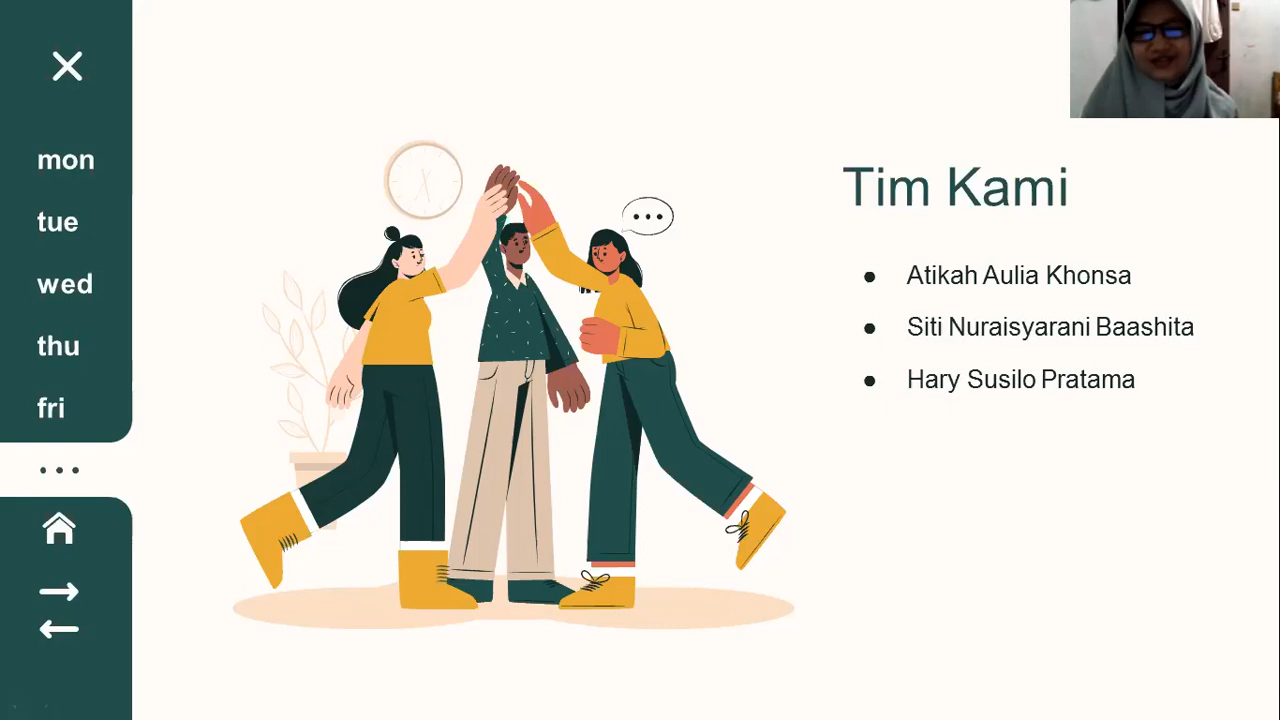 mon
tue
wed
thu
fri
Tim Kami
Atikah Aulia Khonsa
Siti Nuraisyarani Baashita
Hary Susilo Pratama